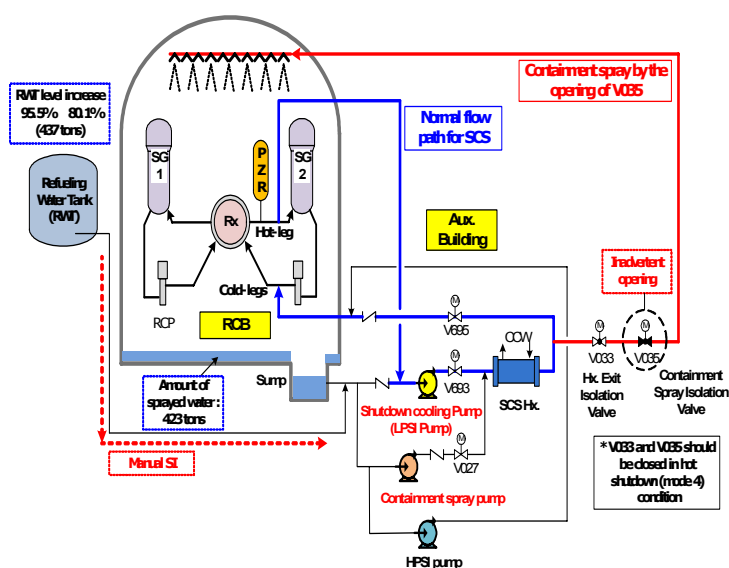 RWT level increase
95.5% 80.1%
(437 tons)
Refueling
Water Tank
(RWT)
SG
1
PZR
SG
2
Rx
Hot-leg
Cold-legs
RCP
RCB
Amount of
sprayed water :
423 tons
Sump
Manual SI
Containment spray by the
opening of V035
Normal flow
path for SCS
Aux.
Building
Inadvertent
opening
M
V695
M
V693
CCW
SCS Hx.
M
V033
Hx. Exit
Isolation
Valve
M
V035
Containment
Spray Isolation
Valve
Shutdown cooling Pump
(LPSI Pump)
M
V027
Containment spray pump
HPSI pump
* V033 and V035 should
be closed in hot
shutdown (mode 4)
condition